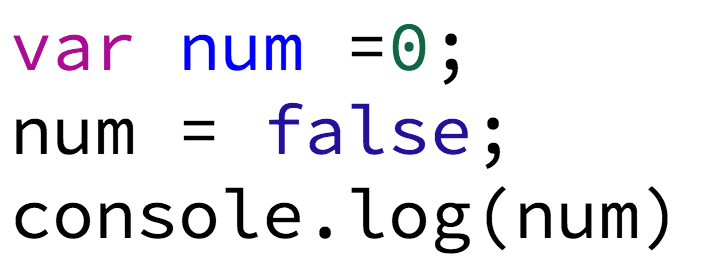 var num =0;
num = false;
console.log(num)